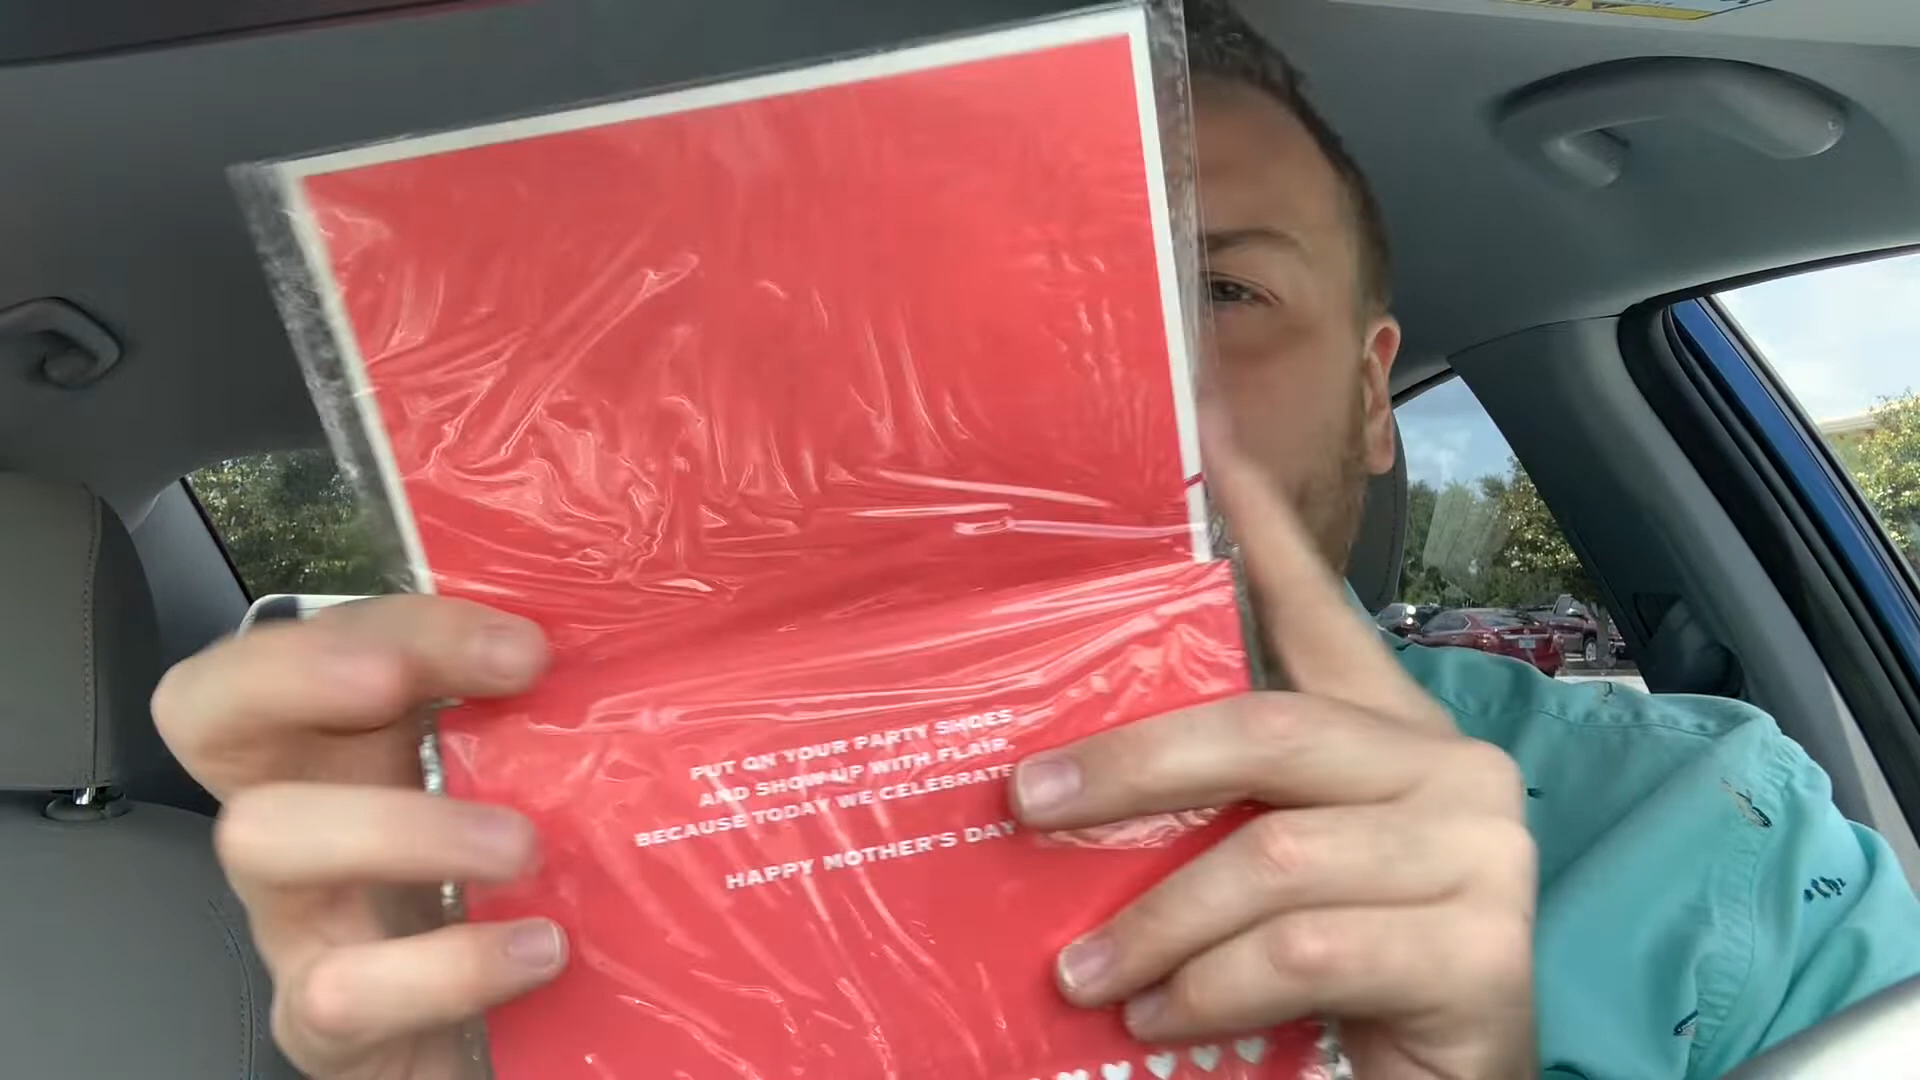 PUT ON YOUR PARTY SHOES
AND SHOW UP WITH FLAIR.
BECAUSE TODAY WE CELEBRATE
HAPPY MOTHER'S DAY